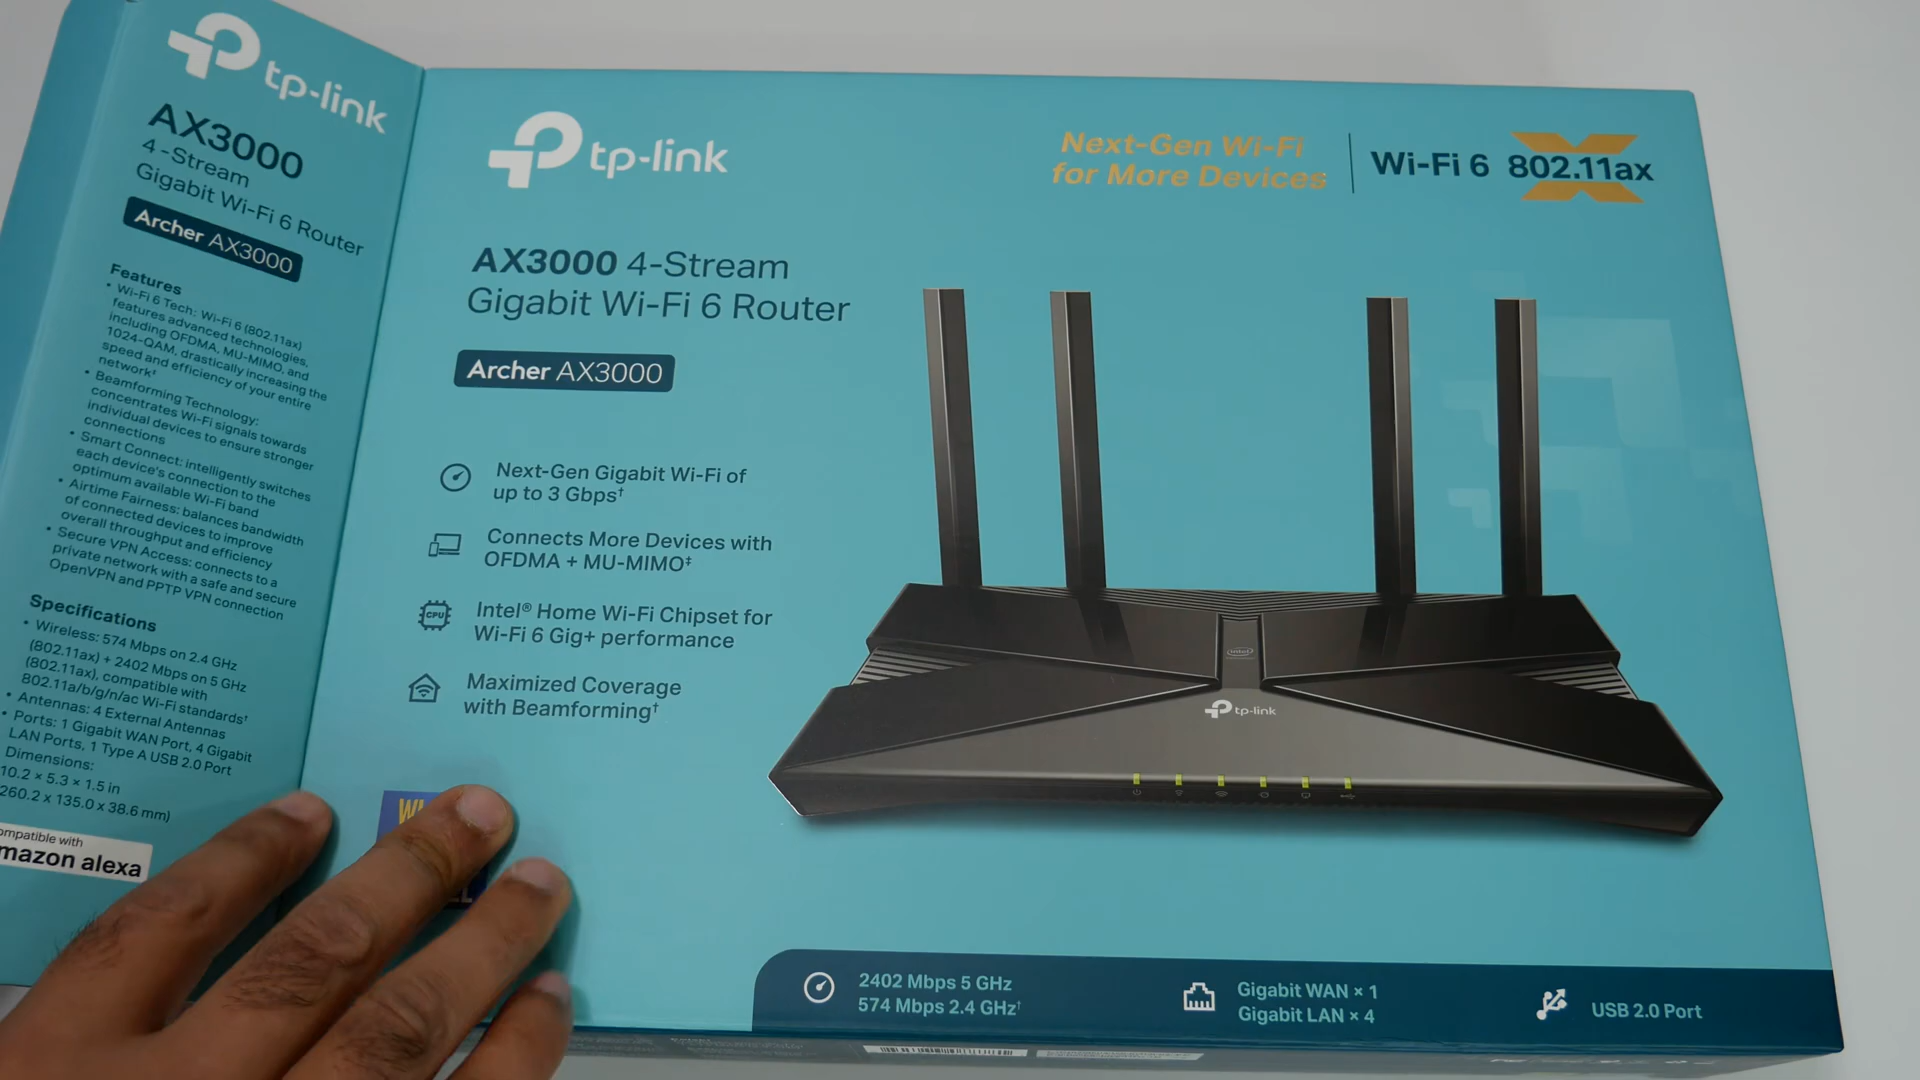 tp-link
AX3000
4-Stream
Gigabit Wi-Fi 6 Router
Archer AX3000
Features
• Wi-Fi 6 Tech: Wi-Fi 6 (802.11ax)
features advanced technologies,
including OFDMA, MU-MIMO, and
1024-QAM, drastically increasing the
speed and efficiency of your entire
network‡
• Beamforming Technology:
concentrates Wi-Fi signals towards
individual devices to ensure stronger
connections
• Smart Connect: intelligently switches
each device's connection to the
optimum available Wi-Fi band
• Airtime Fairness: balances bandwidth
of connected devices to improve
overall throughput and efficiency
• Secure VPN Access: connects to a
private network with a safe and secure
OpenVPN and PPTP VPN connection
Specifications
• Wireless: 574 Mbps on 2.4 GHz
(802.11ax) + 2402 Mbps on 5 GHz
(802.11ax), compatible with
802.11a/b/g/n/ac Wi-Fi standards†
• Antennas: 4 External Antennas
• Ports: 1 Gigabit WAN Port, 4 Gigabit
LAN Ports, 1 Type A USB 2.0 Port
Dimensions:
10.2 × 5.3 × 1.5 in
260.2 x 135.0 x 38.6 mm)
ompatible with
mazon alexa
tp-link
Next-Gen Wi-Fi
for More Devices
Wi-Fi 6 802.11ax
AX3000 4-Stream
Gigabit Wi-Fi 6 Router
Archer AX3000
Next-Gen Gigabit Wi-Fi of
up to 3 Gbps†
Connects More Devices with
OFDMA + MU-MIMO‡
CPU
Intel® Home Wi-Fi Chipset for
Wi-Fi 6 Gig+ performance
Maximized Coverage
with Beamforming†
intel
tp-link
2402 Mbps 5 GHz
574 Mbps 2.4 GHz†
Gigabit WAN × 1
Gigabit LAN × 4
USB 2.0 Port